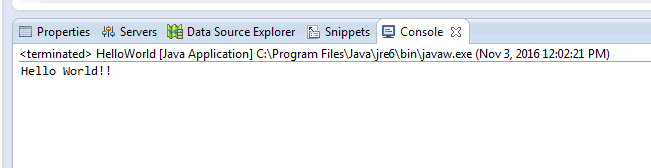 Properties Servers Data Source Explorer Snippets Console
<terminated> HelloWorld [Java Application] C:\Program Files\Java\jre6\bin\javaw.exe (Nov 3, 2016 12:02:21 PM)
Hello World!!